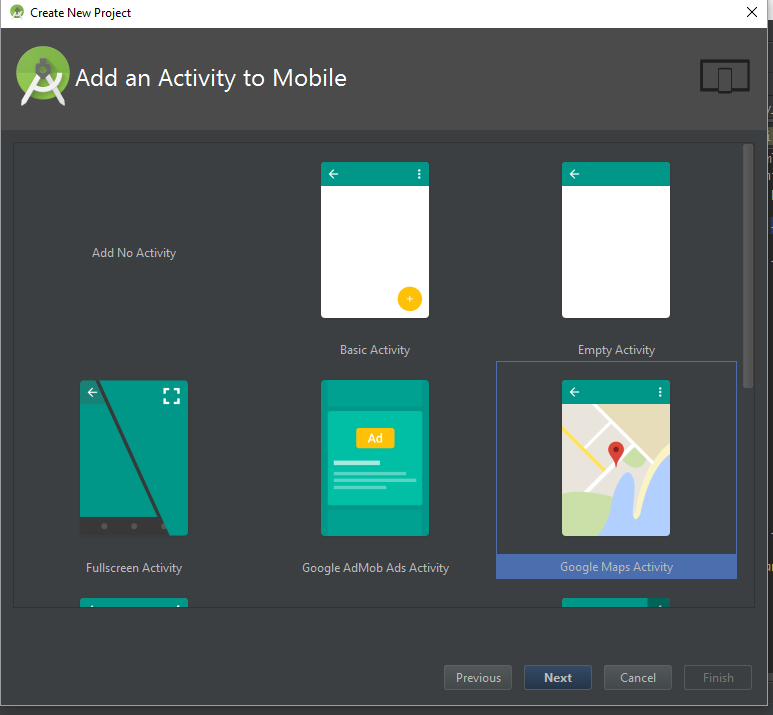 Create New Project
Add an Activity to Mobile
Add No Activity
Basic Activity
Empty Activity
Ad
Fullscreen Activity
Google AdMob Ads Activity
Google Maps Activity
Previous
Next
Cancel
Finish